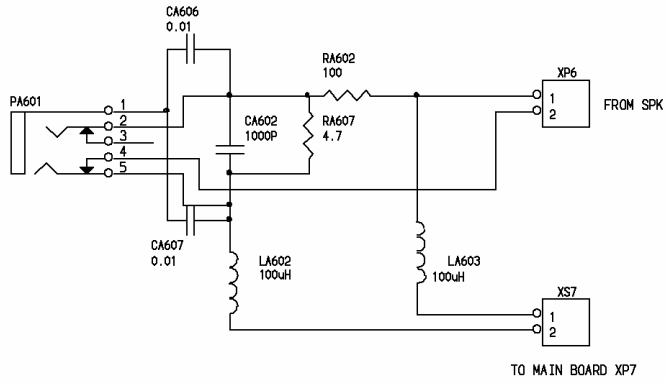 CA606
0.01
RA602
100
XP6
1
2
FROM SPK
PA601
1
2
3
4
5
CA602
1000P
RA607
4.7
CA607
0.01
LA602
100uH
LA603
100uH
XS7
1
2
TO MAIN BOARD XP7